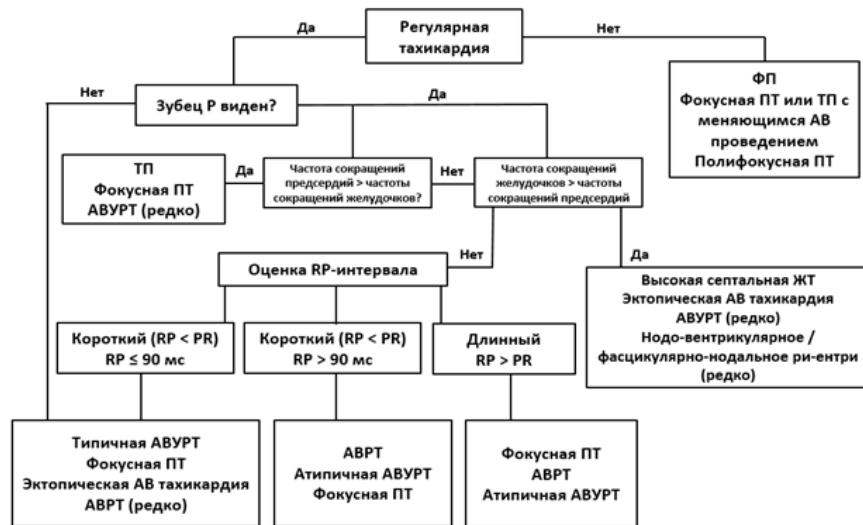 Регулярная
тахикардия
Да
Нет
ФП
Фокусная ПТ или ТП с
меняющимся АВ
проведением
Полифокусная ПТ
Зубец Р виден?
Нет
Да
ТП
Фокусная ПТ
АВУРТ (редко)
Да
Частота сокращений
предсердий > частоты
сокращений желудочков?
Нет
Частота сокращений
желудочков > частоты
сокращений предсердий
Нет
Да
Оценка RP-интервала
Высокая септальная ЖТ
Эктопическая АВ тахикардия
АВУРТ (редко)
Нодо-вентрикулярное /
фасцикулярно-нодальное ри-ентри
(редко)
Короткий (RP < PR)
RP ≤ 90 мс
Короткий (RP < PR)
RP > 90 мс
Длинный
RP > PR
Типичная АВУРТ
Фокусная ПТ
Эктопическая АВ тахикардия
АВРТ (редко)
АВРТ
Атипичная АВУРТ
Фокусная ПТ
Фокусная ПТ
АВРТ
Атипичная АВУРТ